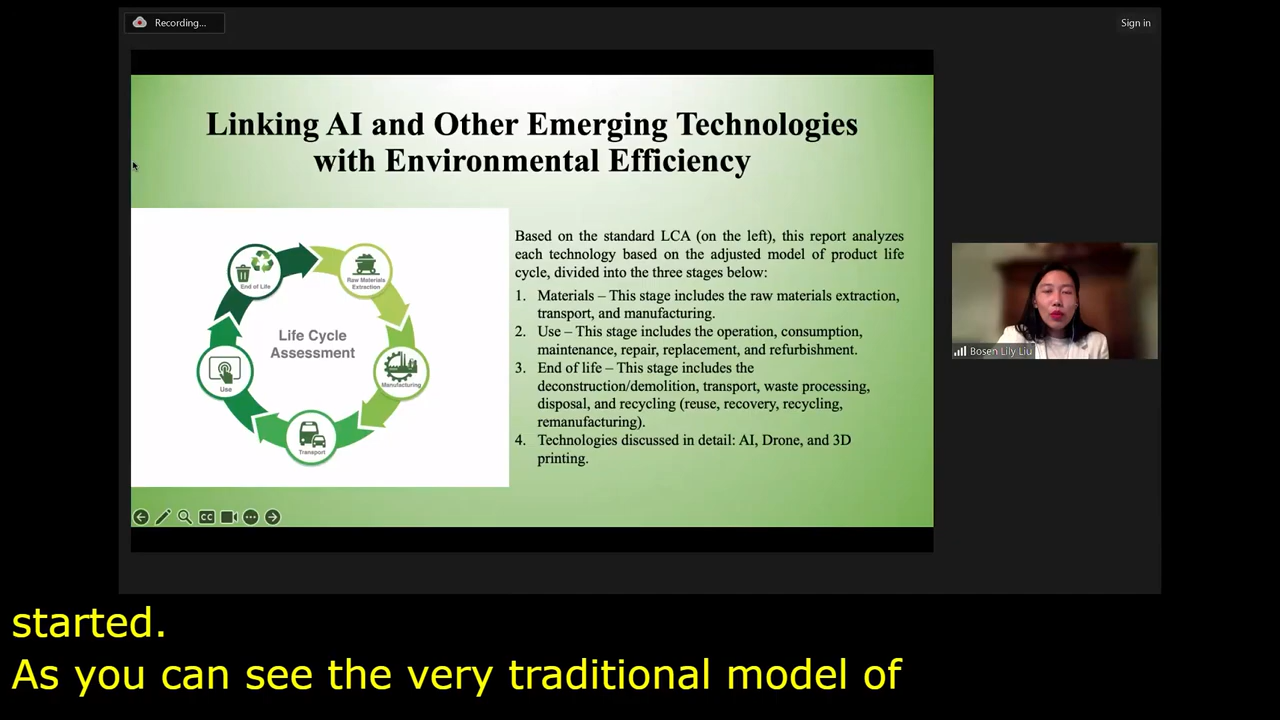 Recording...
Sign in
Linking AI and Other Emerging Technologies
with Environmental Efficiency
End of Life
Raw Materials
Extraction
Life Cycle
Assessment
Use
Manufacturing
Transport
Based on the standard LCA (on the left), this report analyzes
each technology based on the adjusted model of product life
cycle, divided into the three stages below:
1. Materials – This stage includes the raw materials extraction,
transport, and manufacturing.
2. Use – This stage includes the operation, consumption,
maintenance, repair, replacement, and refurbishment.
3. End of life – This stage includes the
deconstruction/demolition, transport, waste processing,
disposal, and recycling (reuse, recovery, recycling,
remanufacturing).
4. Technologies discussed in detail: AI, Drone, and 3D
printing.
Bosen Lily Liu
CC
started.
As you can see the very traditional model of